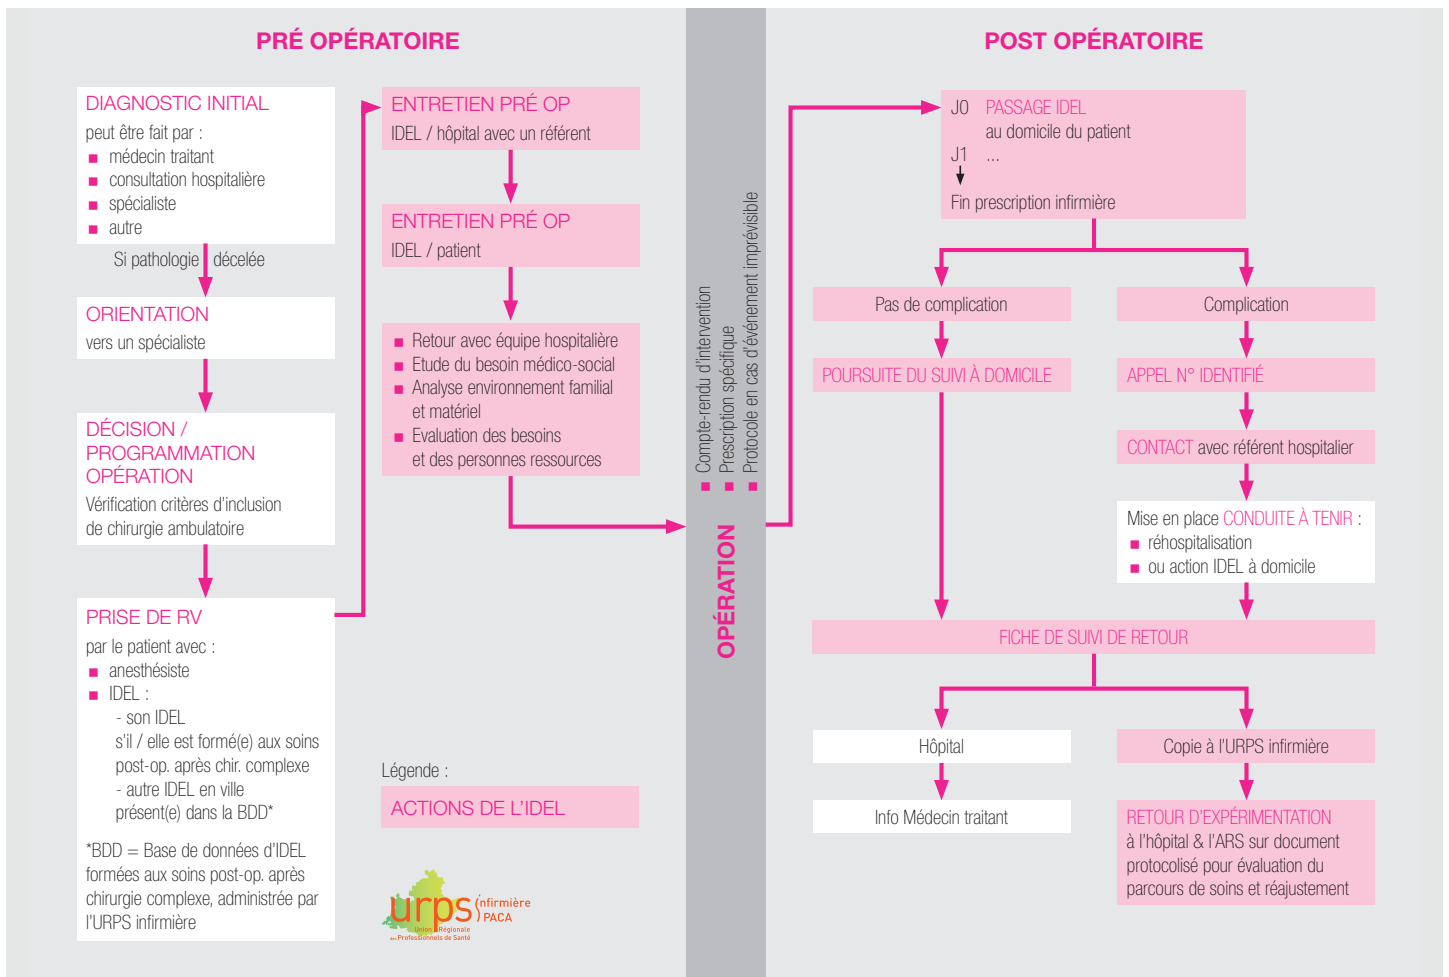 PRÉ OPÉRATOIRE
DIAGNOSTIC INITIAL
peut être fait par :
■ médecin traitant
■ consultation hospitalière
■ spécialiste
■ autre
Si pathologie décelée
ORIENTATION
vers un spécialiste
DÉCISION /
PROGRAMMATION
OPÉRATION
Vérification critères d'inclusion
de chirurgie ambulatoire
PRISE DE RV
par le patient avec :
■ anesthésiste
■ IDEL :
- son IDEL
s'il / elle est formé(e) aux soins
post-op. après chir. complexe
- autre IDEL en ville
présent(e) dans la BDD*
*BDD = Base de données d'IDEL
formées aux soins post-op. après
chirurgie complexe, administrée par
l'URPS infirmière
ENTRETIEN PRÉ OP
IDEL / hôpital avec un référent
ENTRETIEN PRÉ OP
IDEL / patient
■ Retour avec équipe hospitalière
■ Etude du besoin médico-social
■ Analyse environnement familial
et matériel
■ Evaluation des besoins
et des personnes ressources
Légende :
ACTIONS DE L'IDEL
urps infirmière
PACA
Union Régionale
des Professionnels de Santé
OPÉRATION
■ Compte-rendu d'intervention
■ Prescription spécifique
■ Protocole en cas d'événement imprévisible
POST OPÉRATOIRE
J0 PASSAGE IDEL
au domicile du patient
J1 ...
Fin prescription infirmière
Pas de complication
POURSUITE DU SUIVI À DOMICILE
Complication
APPEL N° IDENTIFIÉ
CONTACT avec référent hospitalier
Mise en place CONDUITE À TENIR :
■ réhospitalisation
■ ou action IDEL à domicile
FICHE DE SUIVI DE RETOUR
Hôpital
Info Médecin traitant
Copie à l'URPS infirmière
RETOUR D'EXPÉRIMENTATION
à l'hôpital & l'ARS sur document
protocolisé pour évaluation du
parcours de soins et réajustement